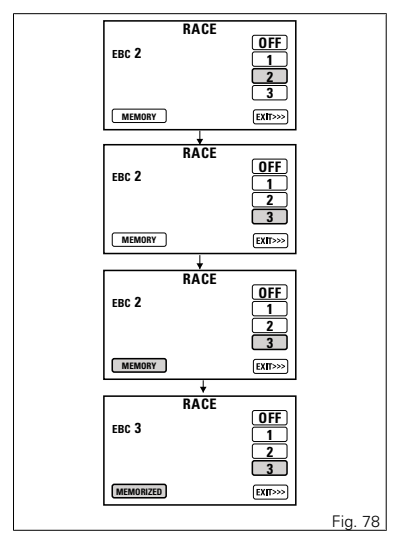 RACE
EBC 2
OFF
1
2
3
MEMORY
EXIT>>>
RACE
EBC 2
OFF
1
2
3
MEMORY
EXIT>>>
RACE
EBC 2
OFF
1
2
3
MEMORY
EXIT>>>
RACE
EBC 3
OFF
1
2
3
MEMORIZED
EXIT>>>
Fig. 78